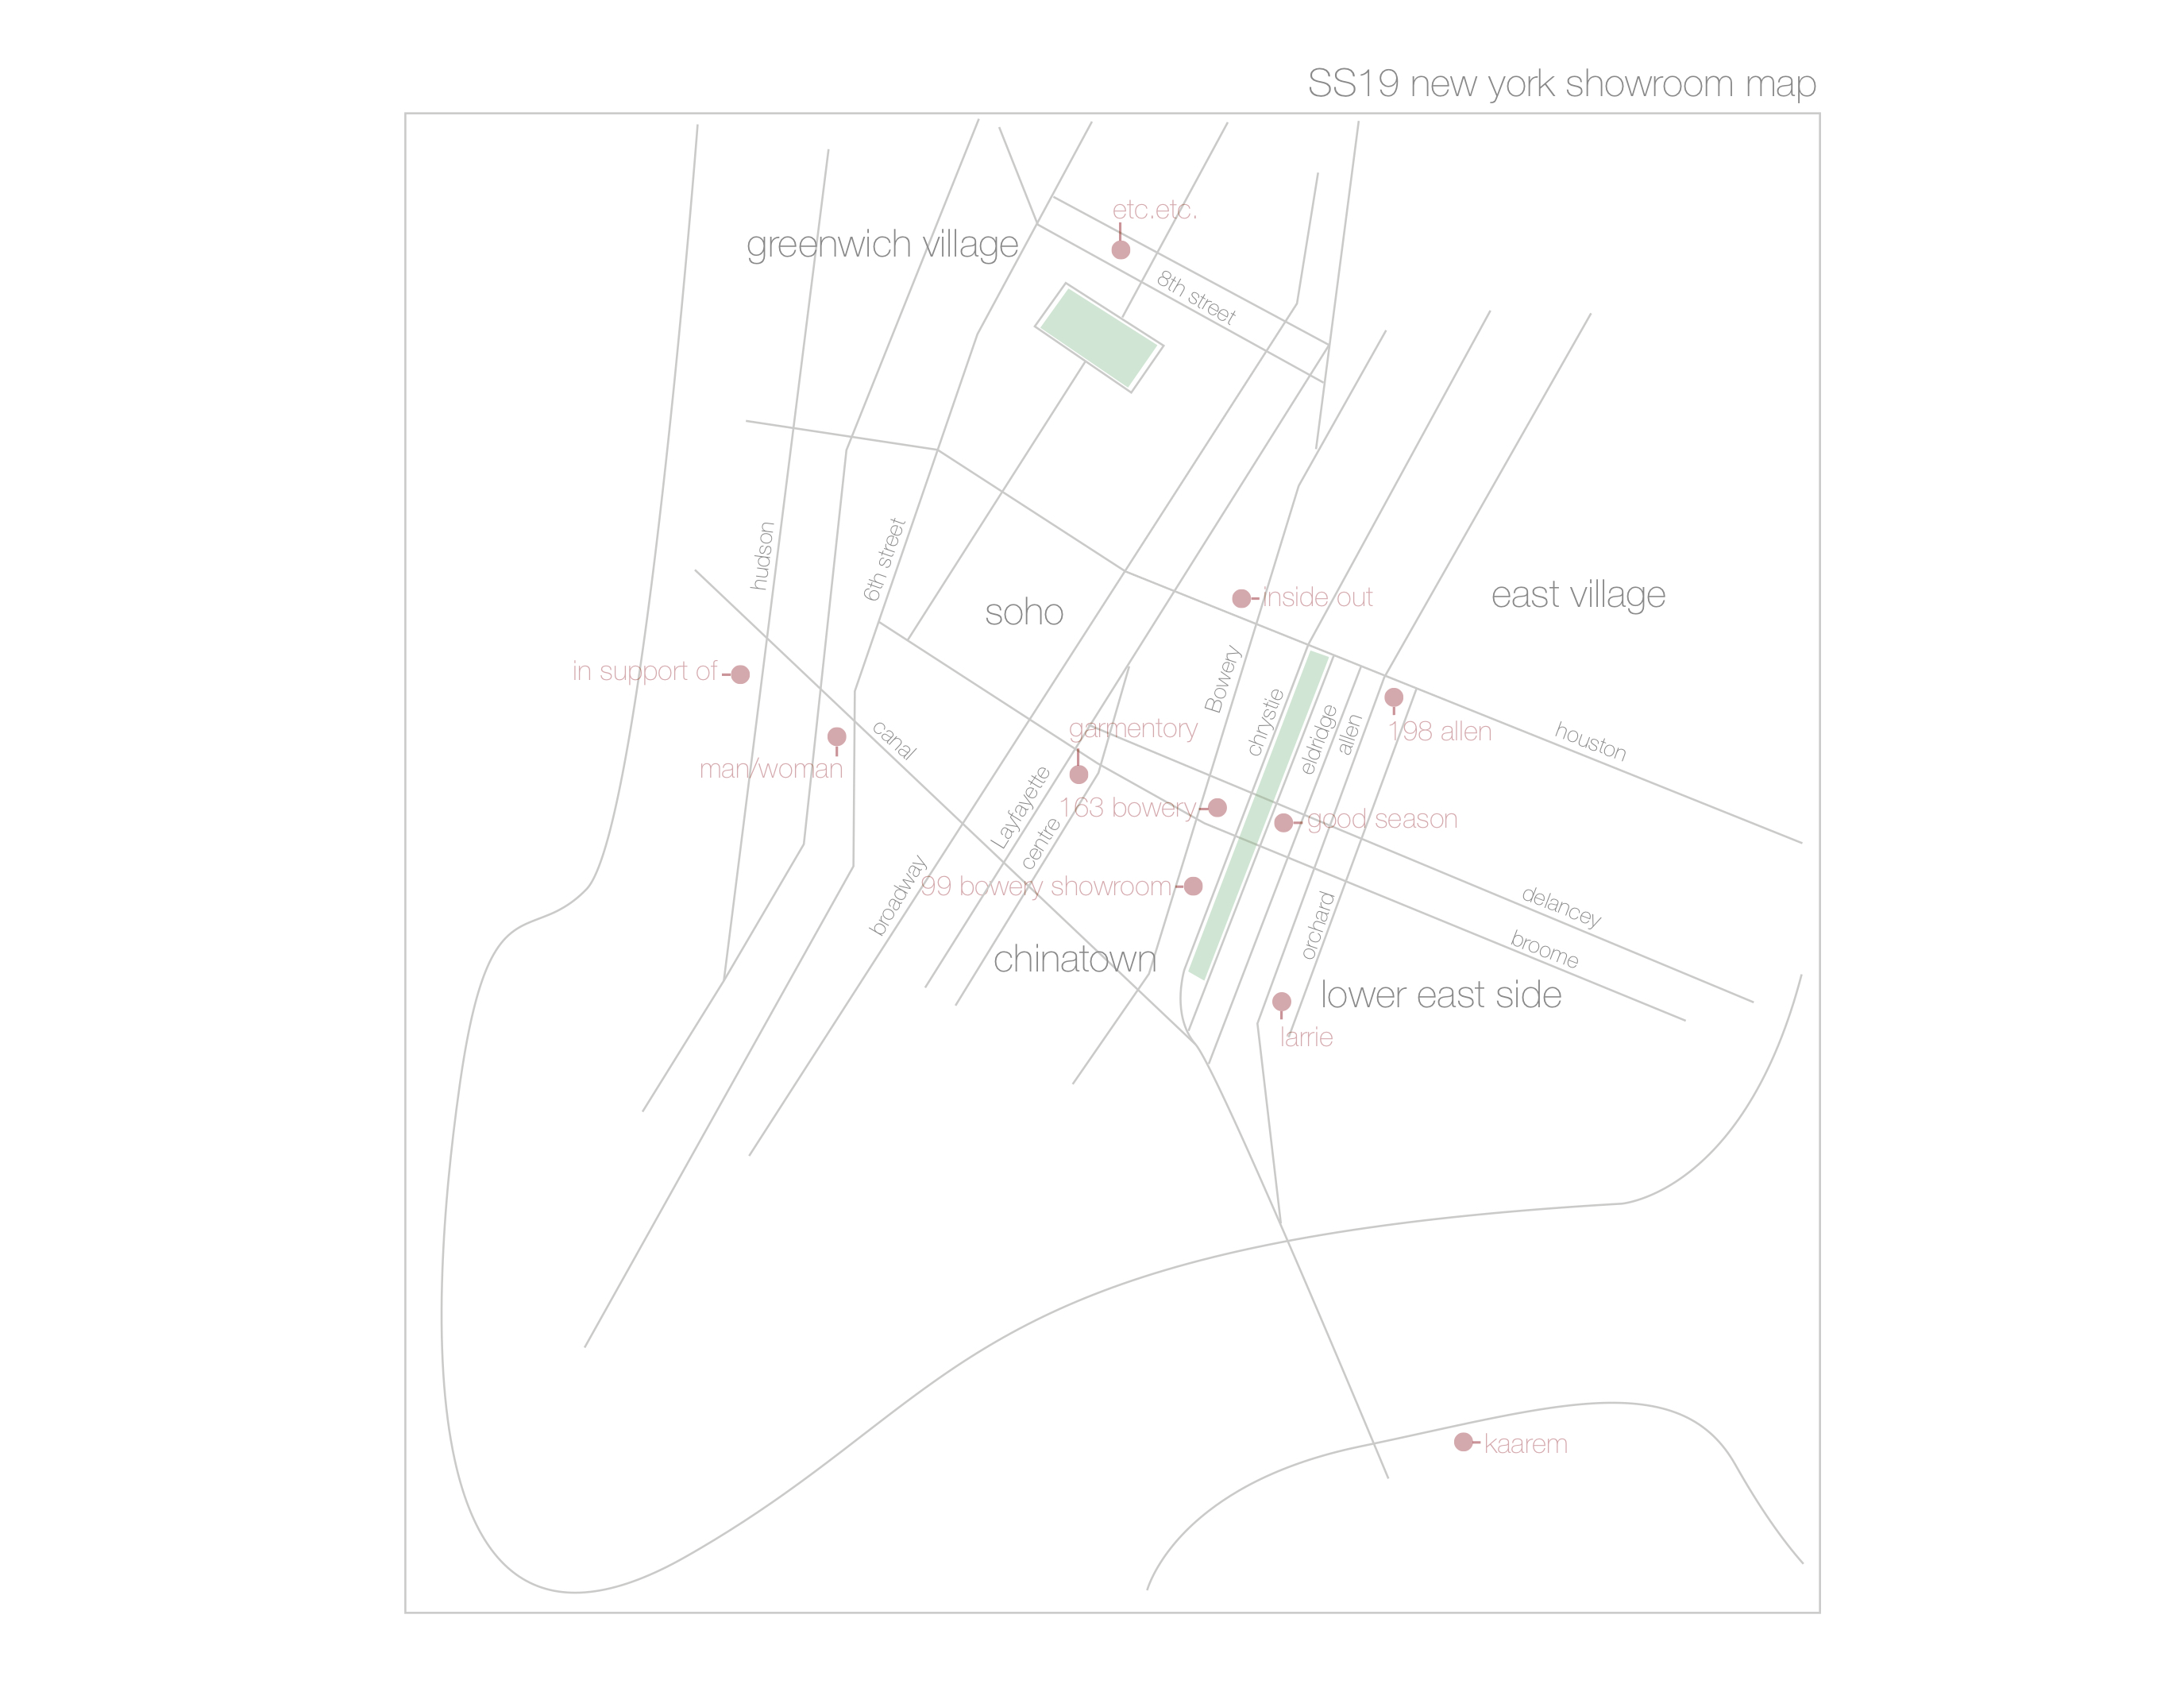 SS19 new york showroom map
etc.etc.
greenwich village
8th street
hudson
6th street
inside out
east village
soho
in support of
Bowery
chrystie
eldridge
allen
198 allen
houston
canal
garmentory
man/woman
Layfayette
163 bowery
good season
centre
broadway
99 bowery showroom
orchard
delancey
broome
chinatown
lower east side
larrie
kaarem